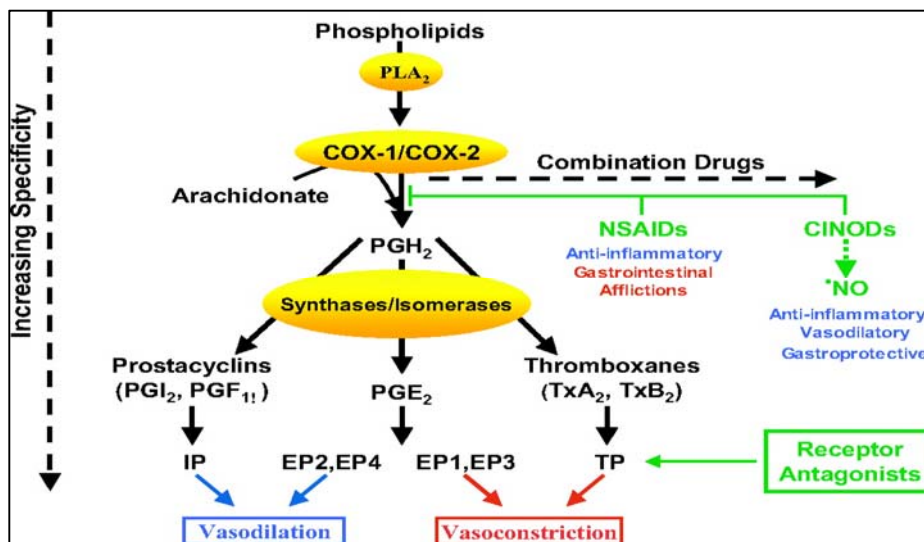 Increasing Specificity
Phospholipids
PLA₂
COX-1/COX-2
Arachidonate
Combination Drugs
NSAIDs
Anti-inflammatory
Gastrointestinal
Afflictions
CINODs
•NO
Anti-inflammatory
Vasodilatory
Gastroprotective
PGH₂
Synthases/Isomerases
Prostacyclins
(PGI₂, PGF₁!)
PGE₂
Thromboxanes
(TxA₂, TxB₂)
IP
EP2,EP4
EP1,EP3
TP
Receptor
Antagonists
Vasodilation
Vasoconstriction